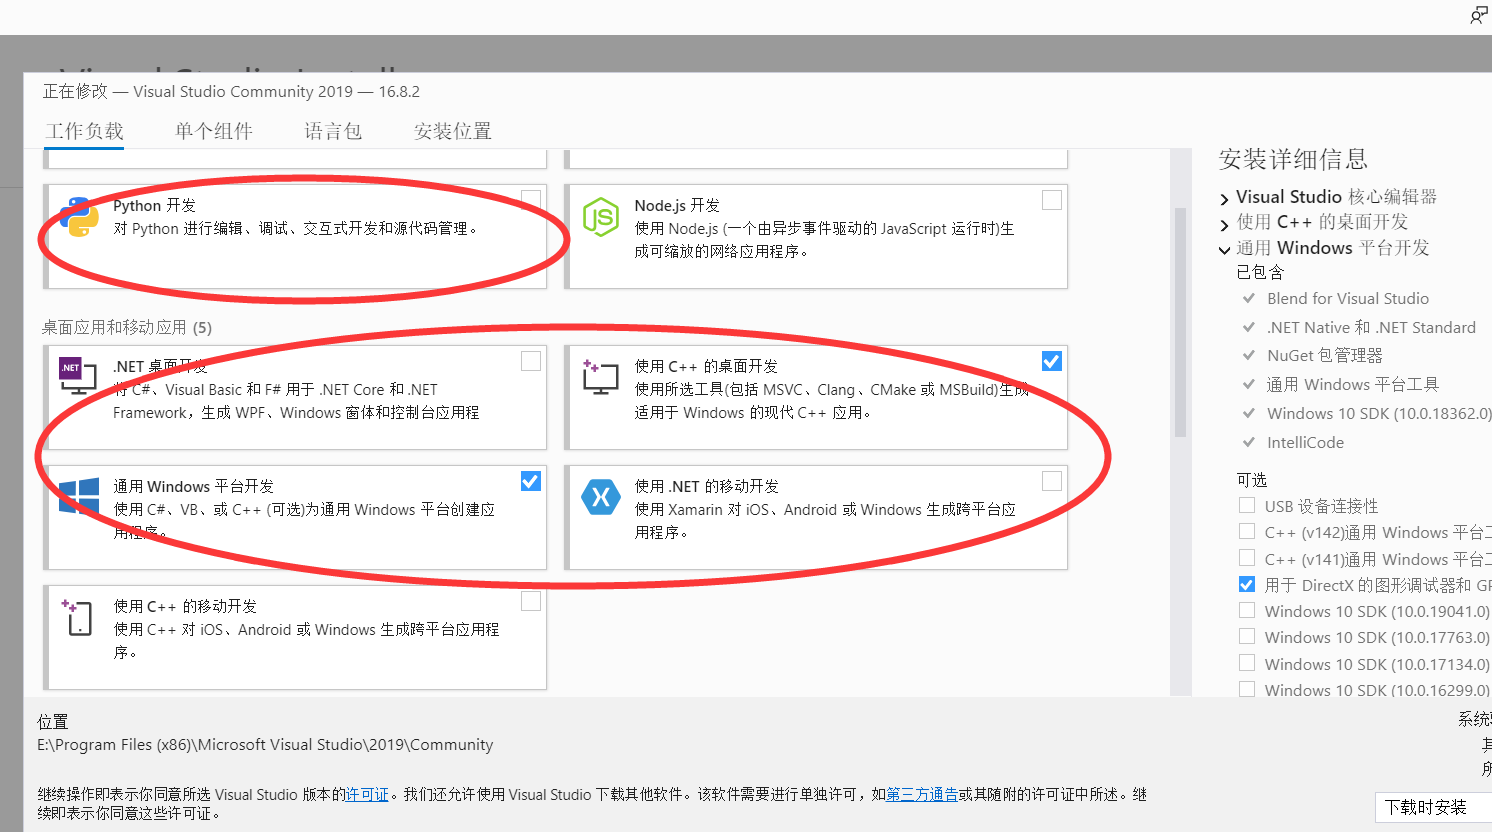 正在修改 — Visual Studio Community 2019 — 16.8.2
工作负载 单个组件 语言包 安装位置
Python 开发
对 Python 进行编辑、调试、交互式开发和源代码管理。
Node.js 开发
使用 Node.js (一个由异步事件驱动的 JavaScript 运行时)生
成可缩放的网络应用程序。
桌面应用和移动应用 (5)
.NET
.NET 桌面开发
将 C#、Visual Basic 和 F# 用于 .NET Core 和 .NET
Framework，生成 WPF、Windows 窗体和控制台应用程
使用 C++ 的桌面开发
使用所选工具(包括 MSVC、Clang、CMake 或 MSBuild)生成
适用于 Windows 的现代 C++ 应用。
通用 Windows 平台开发
使用 C#、VB、或 C++ (可选)为通用 Windows 平台创建应
用程序。
使用 .NET 的移动开发
使用 Xamarin 对 iOS、Android 或 Windows 生成跨平台应
用程序。
使用 C++ 的移动开发
使用 C++ 对 iOS、Android 或 Windows 生成跨平台应用程
序。
安装详细信息
Visual Studio 核心编辑器
使用 C++ 的桌面开发
通用 Windows 平台开发
已包含
Blend for Visual Studio
.NET Native 和 .NET Standard
NuGet 包管理器
通用 Windows 平台工具
Windows 10 SDK (10.0.18362.0)
IntelliCode
可选
USB 设备连接性
C++ (v142)通用 Windows 平台工
C++ (v141)通用 Windows 平台工
用于 DirectX 的图形调试器和 GP
Windows 10 SDK (10.0.19041.0)
Windows 10 SDK (10.0.17763.0)
Windows 10 SDK (10.0.17134.0)
Windows 10 SDK (10.0.16299.0)
位置
E:\Program Files (x86)\Microsoft Visual Studio\2019\Community
继续操作即表示你同意所选 Visual Studio 版本的许可证。我们还允许使用 Visual Studio 下载其他软件。该软件需要进行单独许可，如第三方通告或其随附的许可证中所述。继
续即表示你同意这些许可证。
系统
下载时安装